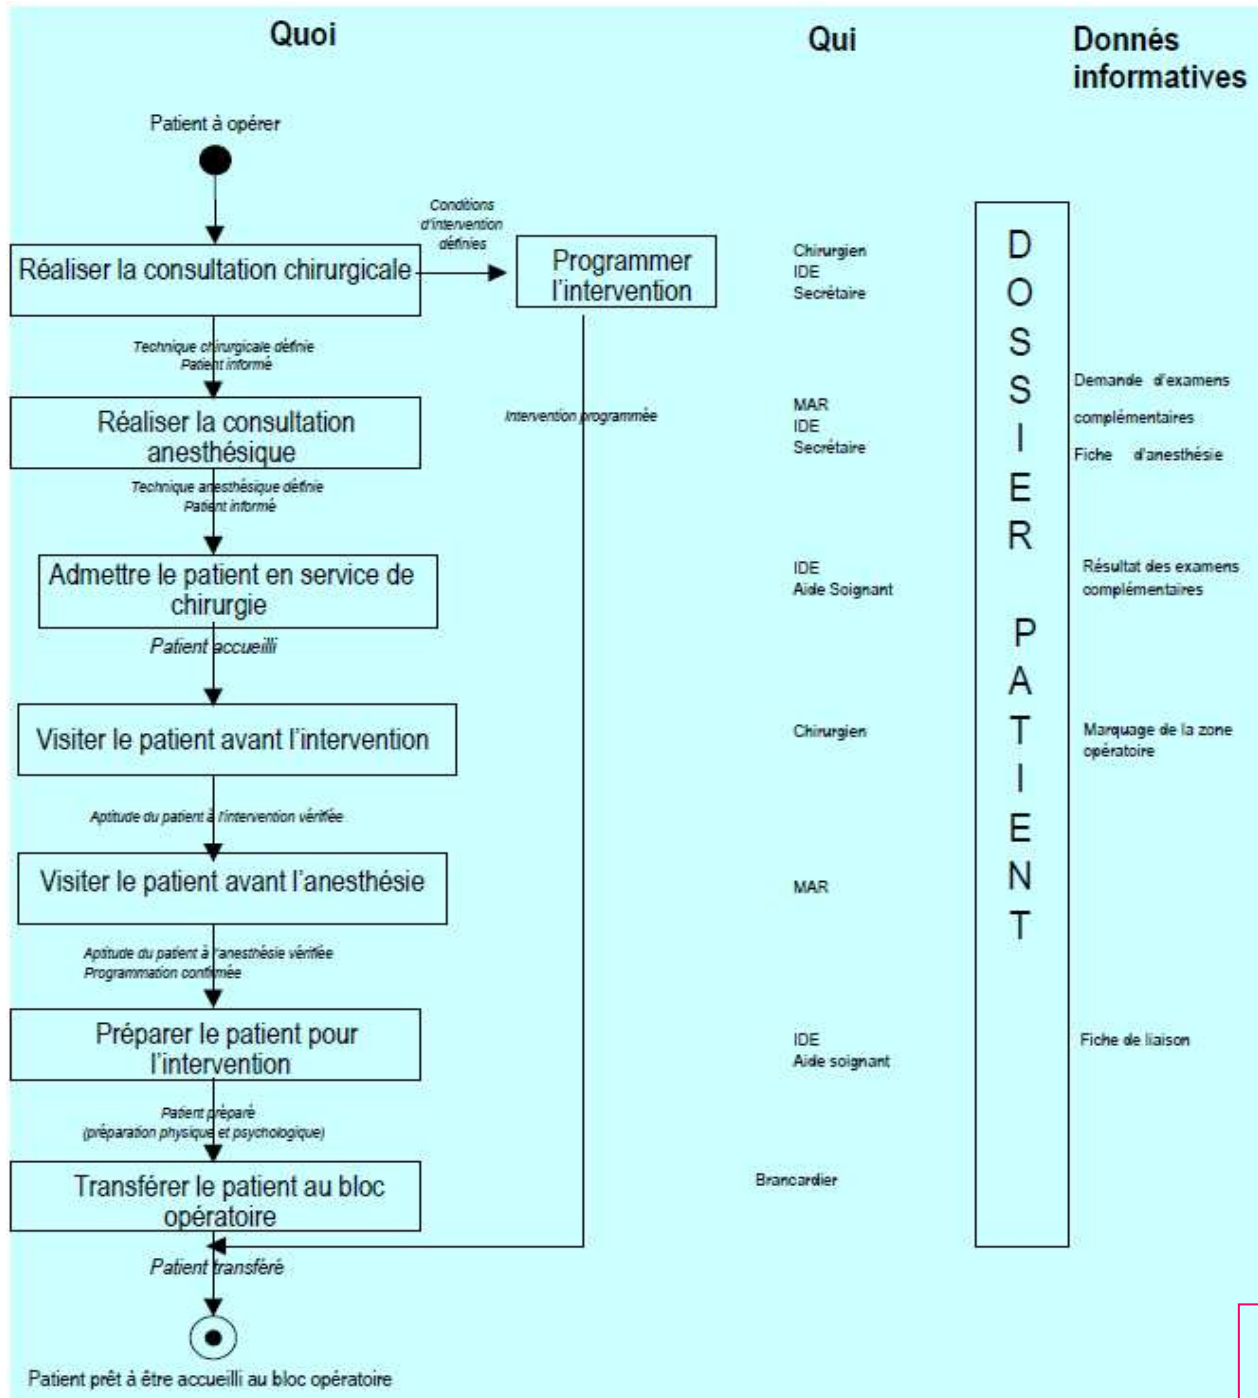 Quoi
Qui
Donnés
informatives
Patient à opérer
Conditions
d'intervention
définies
Réaliser la consultation chirurgicale
Programmer
l'intervention
Chirurgien
IDE
Secrétaire
Technique chirurgicale définie
Patient informé
Réaliser la consultation
anesthésique
Intervention programmée
MAR
IDE
Secrétaire
Demande d'examens
complémentaires
Fiche d'anesthésie
Technique anesthésique définie
Patient informé
Admettre le patient en service de
chirurgie
IDE
Aide Soignant
Résultat des examens
complémentaires
Patient accueilli
Visiter le patient avant l'intervention
Chirurgien
Marquage de la zone
opératoire
Aptitude du patient à l'intervention vérifiée
Visiter le patient avant l'anesthésie
MAR
Aptitude du patient à l'anesthésie vérifiée
Programmation confirmée
Préparer le patient pour
l'intervention
IDE
Aide soignant
Fiche de liaison
Patient préparé
(préparation physique et psychologique)
Transférer le patient au bloc
opératoire
Brancardier
Patient transféré
Patient prêt à être accueilli au bloc opératoire
D
O
S
S
I
E
R
P
A
T
I
E
N
T